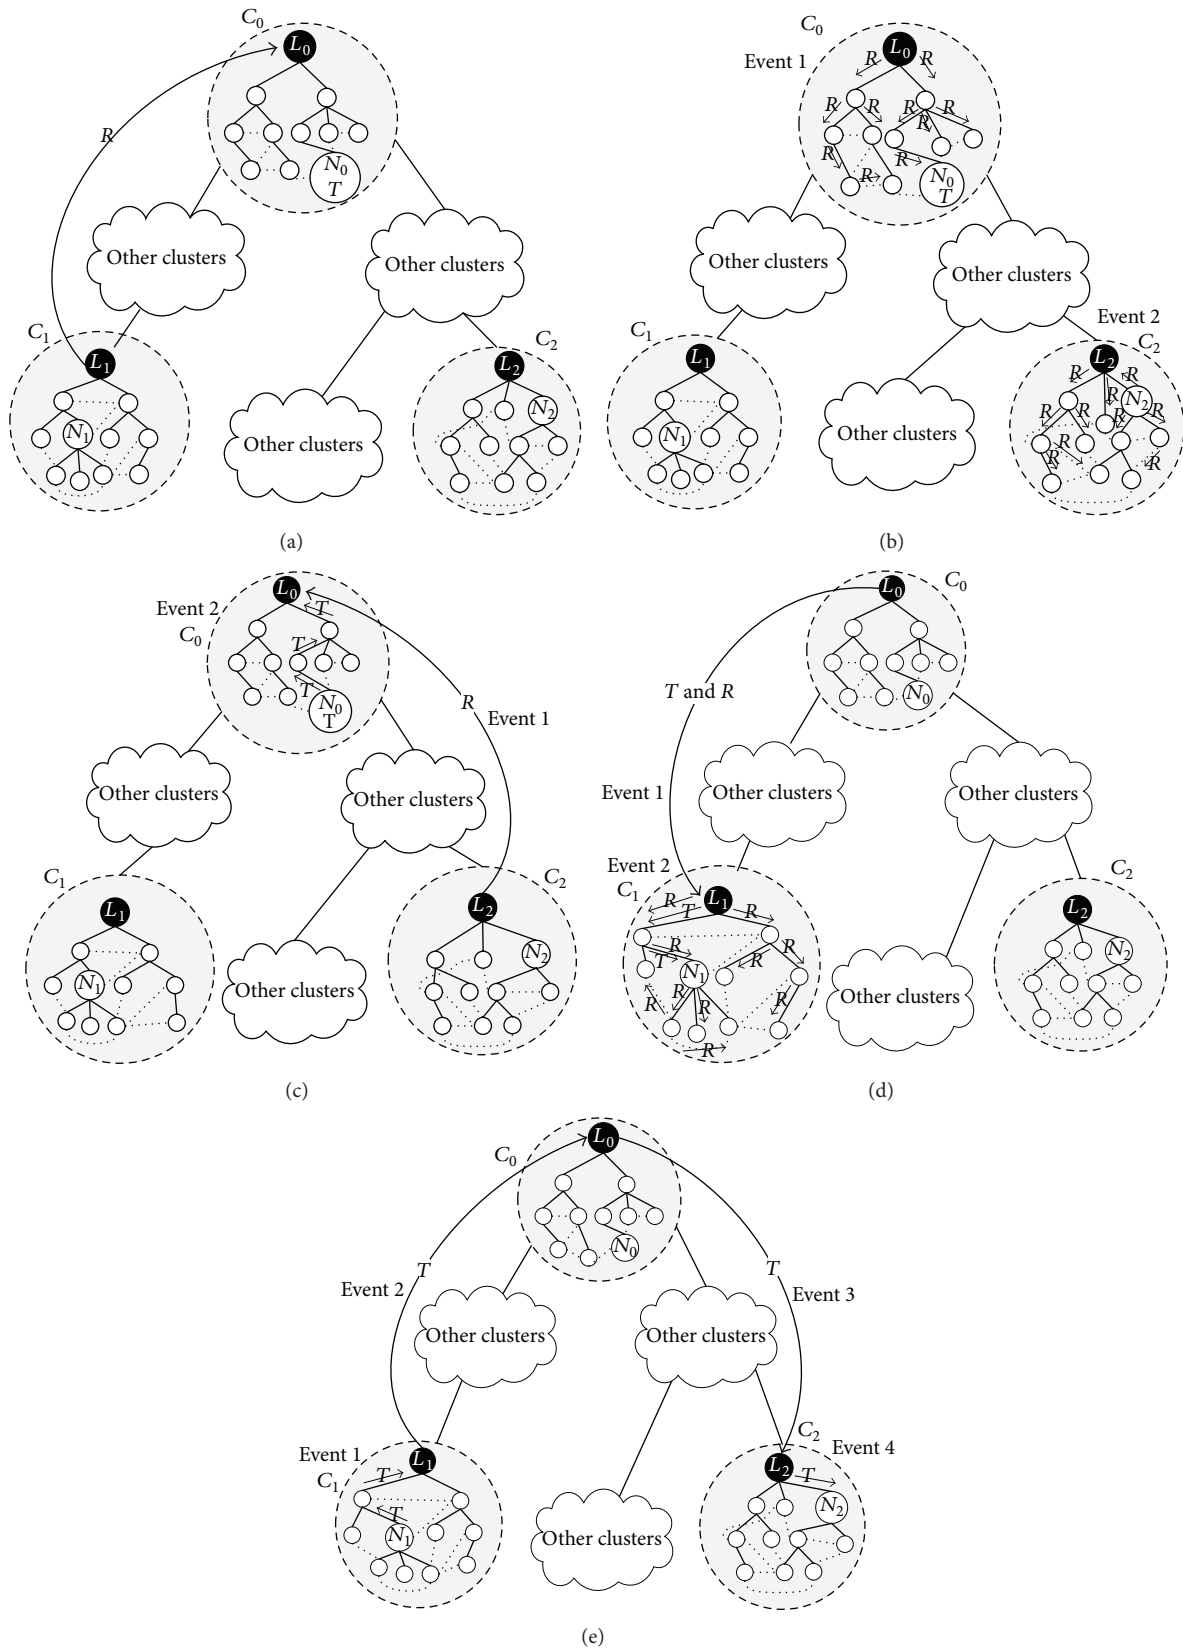 C₀
L₀
R
N₀
T
Other clusters
Other clusters
C₁
L₁
N₁
C₂
L₂
N₂
Other clusters
(a)
C₀
Event 1
L₀
R R
R R R R
R
R R R
N₀
T
Other clusters
Other clusters
C₁
L₁
N₁
Event 2
C₂
L₂
R R
R N₂
R R R R
R R R
Other clusters
(b)
L₀
Event 2
C₀
T
T
T
N₀
T
R
Event 1
Other clusters
Other clusters
C₁
L₁
N₁
C₂
L₂
N₂
Other clusters
(c)
L₀
C₀
N₀
T and R
Event 1
Other clusters
Other clusters
Event 2
C₁
L₁
R T R
R R
T N₁ R
R R R R
R
C₂
L₂
N₂
Other clusters
(d)
C₀
L₀
N₀
T
Event 2
T
Event 3
Other clusters
Other clusters
Event 1
C₁
L₁
T
T
N₁
C₂
Event 4
L₂
T
N₂
Other clusters
(e)